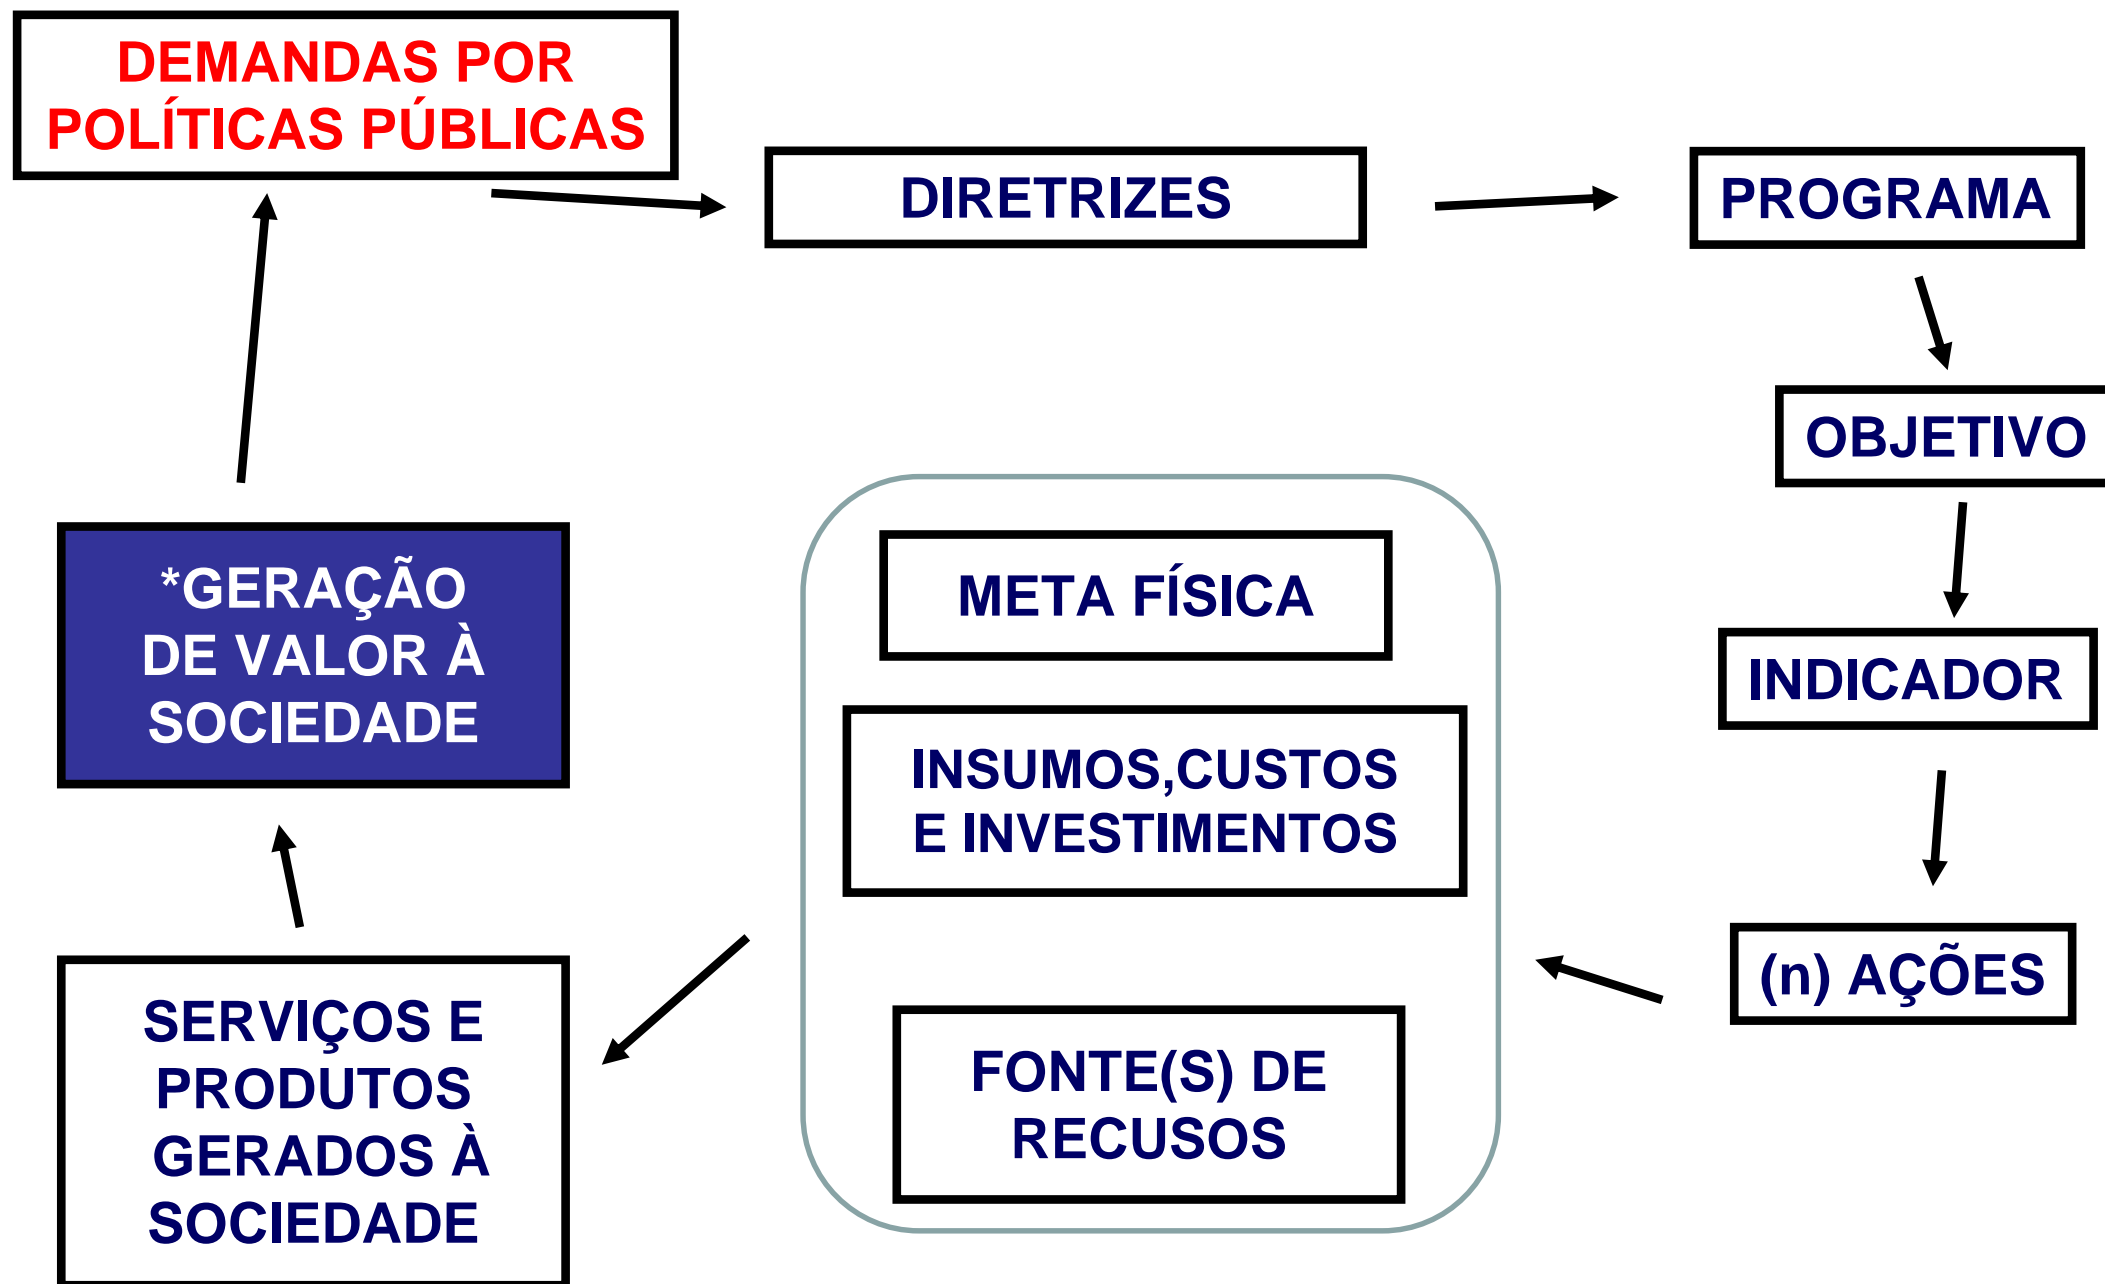 DEMANDAS POR
POLÍTICAS PÚBLICAS
DIRETRIZES
PROGRAMA
OBJETIVO
INDICADOR
(n) AÇÕES
META FÍSICA
INSUMOS,CUSTOS
E INVESTIMENTOS
FONTE(S) DE
RECUSOS
SERVIÇOS E
PRODUTOS
GERADOS À
SOCIEDADE
*GERAÇÃO
DE VALOR À
SOCIEDADE